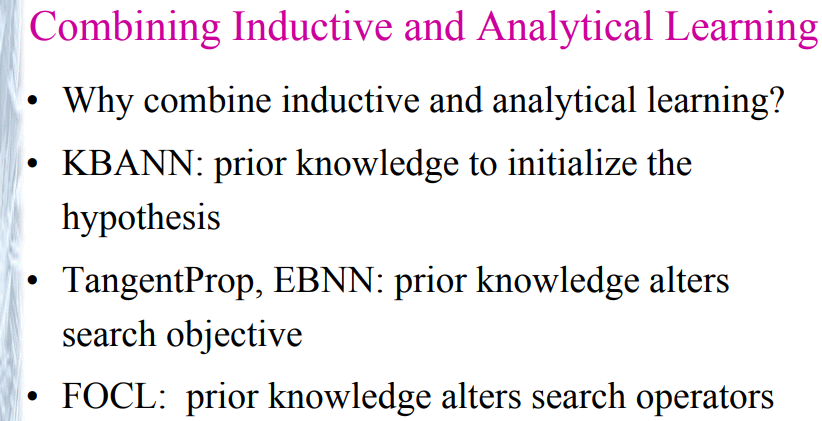 Combining Inductive and Analytical Learning
• Why combine inductive and analytical learning?
• KBANN: prior knowledge to initialize the
hypothesis
• TangentProp, EBNN: prior knowledge alters
search objective
• FOCL:  prior knowledge alters search operators